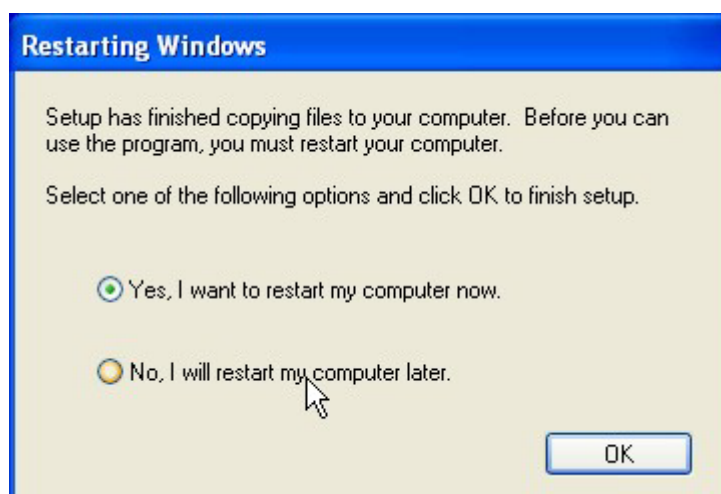 Restarting Windows
Setup has finished copying files to your computer.  Before you can
use the program, you must restart your computer.
Select one of the following options and click OK to finish setup.
Yes, I want to restart my computer now.
No, I will restart my computer later.
OK